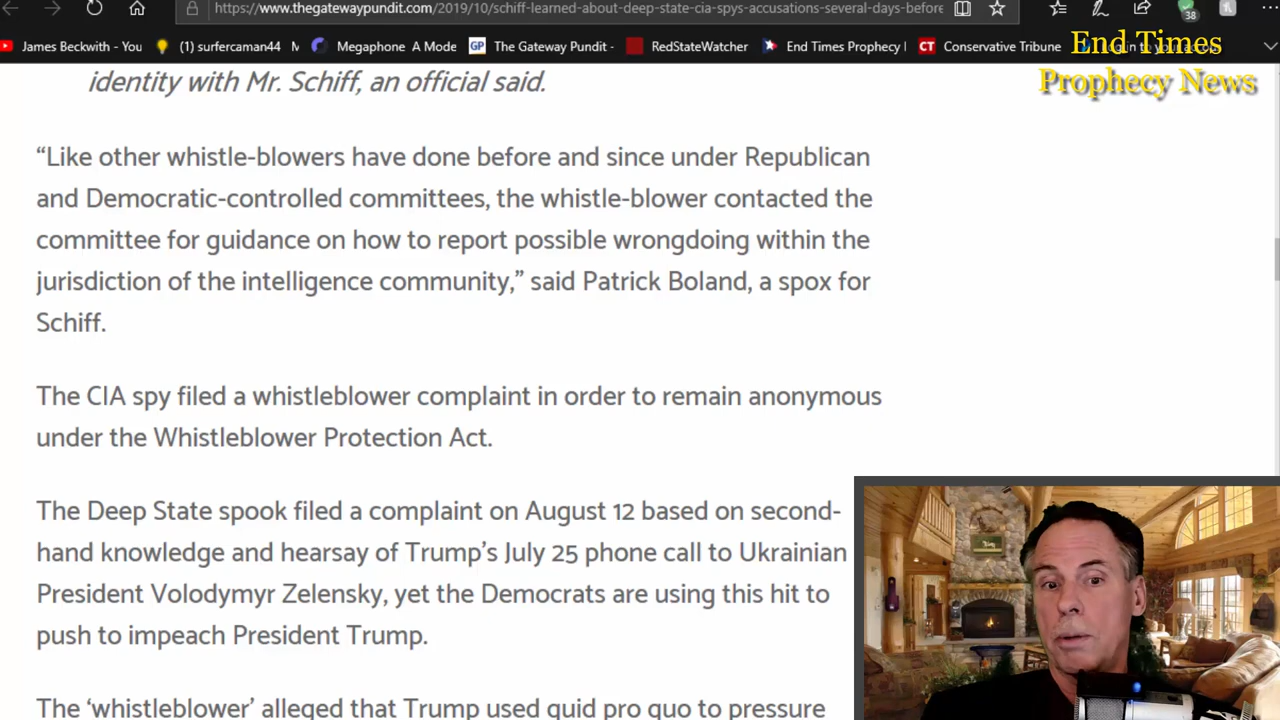 https://www.thegatewaypundit.com/2019/10/schiff-learned-about-deep-state-cia-spys-accusations-several-days-before
38
James Beckwith - You
(1) surfercaman44
Megaphone A Mode
GP The Gateway Pundit -
RedStateWatcher
End Times Prophecy
CT Conservative Tribune
End Times
Prophecy News
identity with Mr. Schiff, an official said.
“Like other whistle-blowers have done before and since under Republican
and Democratic-controlled committees, the whistle-blower contacted the
committee for guidance on how to report possible wrongdoing within the
jurisdiction of the intelligence community,” said Patrick Boland, a spox for
Schiff.
The CIA spy filed a whistleblower complaint in order to remain anonymous
under the Whistleblower Protection Act.
The Deep State spook filed a complaint on August 12 based on second-
hand knowledge and hearsay of Trump’s July 25 phone call to Ukrainian
President Volodymyr Zelensky, yet the Democrats are using this hit to
push to impeach President Trump.
The ‘whistleblower’ alleged that Trump used quid pro quo to pressure